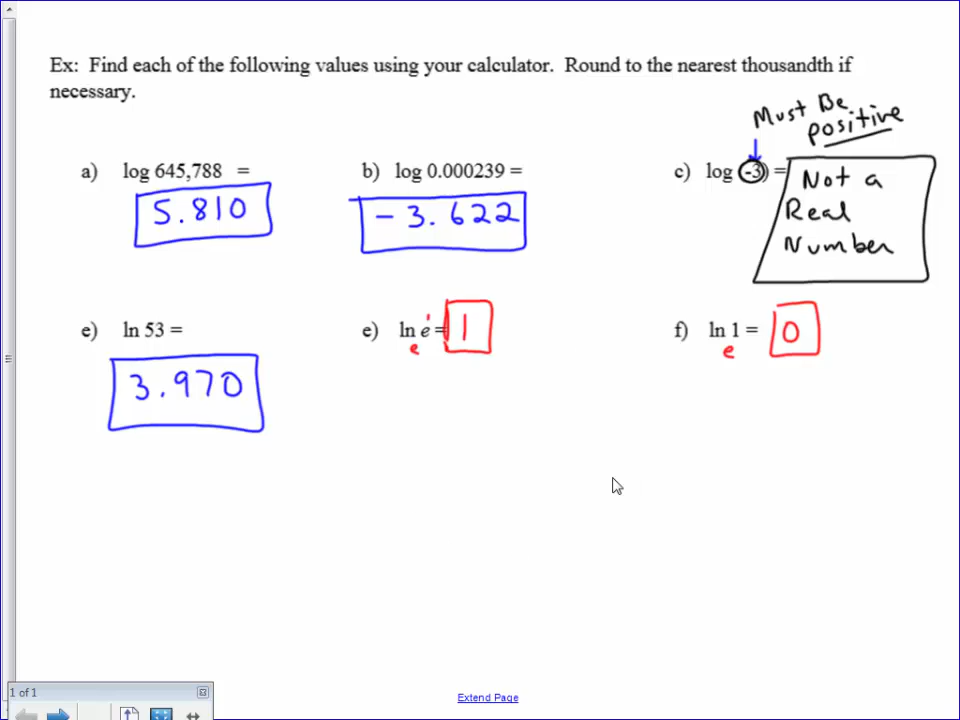 Ex: Find each of the following values using your calculator. Round to the nearest thousandth if
necessary.
Must Be
positive
a) log 645,788 =
b) log 0.000239 =
c) log (-3) =
5.810
-3.622
Not a
Real
Number
e) ln 53 =
e) ln e¹ = 1
e
f) ln 1 = 0
e
3.970
1 of 1
Extend Page